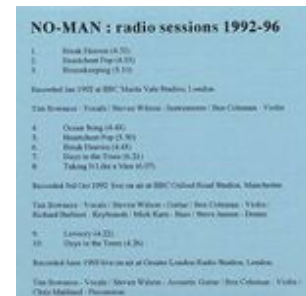 NO-MAN : radio sessions 1992-96
1. Break Heaven (4.32)
2. Heartcheat Pop (4.55)
3. Housekeeping (5.31)
Recorded Jan 1992 at BBC Maida Vale Studios, London
Tim Bowness - Vocals / Steven Wilson - Instruments / Ben Coleman - Violin
4. Ocean Song (4.48)
5. Heartcheat Pop (5.30)
6. Break Heaven (4.48)
7. Days in the Trees (6.21)
8. Taking It Like a Man (6.07)
Recorded 3rd Oct 1992 live on air at BBC Oxford Road Studios, Manchester
Tim Bowness - Vocals / Steven Wilson - Guitar / Ben Coleman - Violin /
Richard Barbieri - Keyboards / Mick Karn - Bass / Steve Jansen - Drums
9. Lovecry (4.22)
10. Days in the Trees (4.26)
Recorded June 1993 live on air at Greater London Radio Studios, London
Tim Bowness - Vocals / Steven Wilson - Acoustic Guitar / Ben Coleman - Violin
Chris Maitland - Percussion